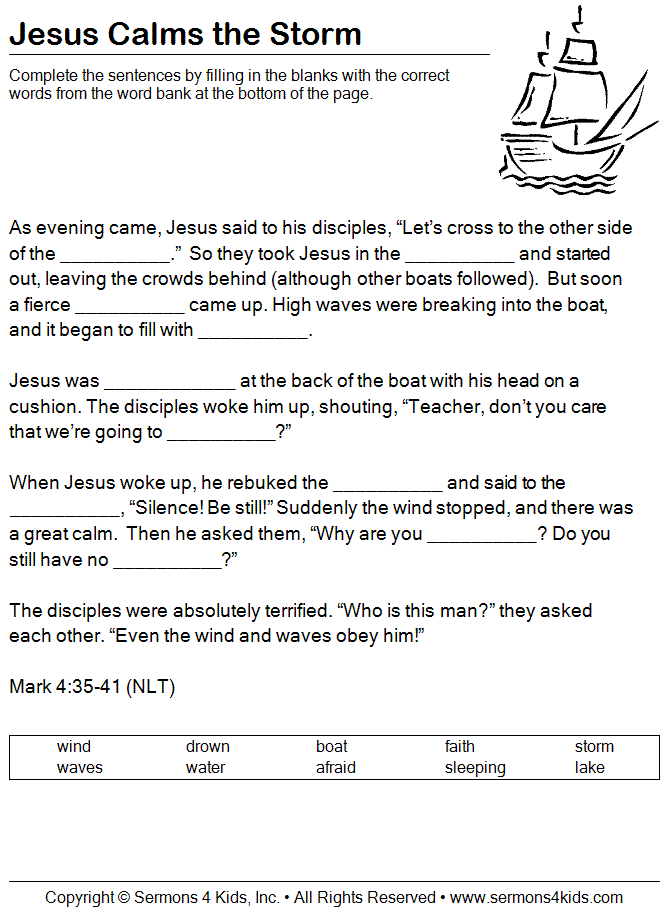 Jesus Calms the Storm
Complete the sentences by filling in the blanks with the correct
words from the word bank at the bottom of the page.
As evening came, Jesus said to his disciples, “Let’s cross to the other side
of the __________.”  So they took Jesus in the __________ and started
out, leaving the crowds behind (although other boats followed).  But soon
a fierce __________ came up. High waves were breaking into the boat,
and it began to fill with __________.
Jesus was ____________ at the back of the boat with his head on a
cushion. The disciples woke him up, shouting, “Teacher, don’t you care
that we’re going to __________?”
When Jesus woke up, he rebuked the __________ and said to the
__________, “Silence! Be still!” Suddenly the wind stopped, and there was
a great calm.  Then he asked them, “Why are you __________? Do you
still have no __________?”
The disciples were absolutely terrified. “Who is this man?” they asked
each other. “Even the wind and waves obey him!”
Mark 4:35-41 (NLT)
wind drown boat faith storm
waves water afraid sleeping lake
Copyright © Sermons 4 Kids, Inc. • All Rights Reserved • www.sermons4kids.com